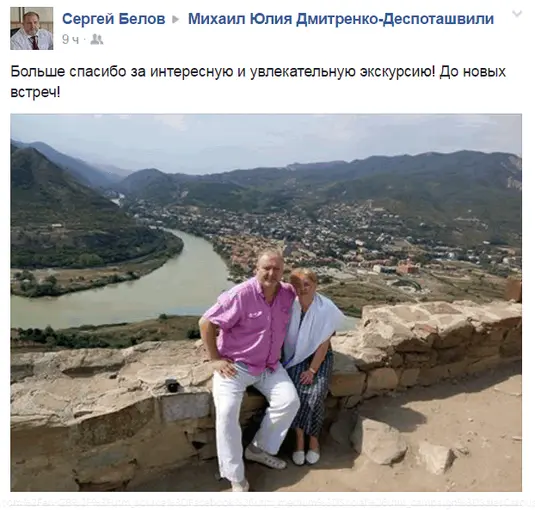 Сергей Белов ▸ Михаил Юлия Дмитренко-Деспоташвили
9 ч ·
Больше спасибо за интересную и увлекательную экскурсию! До новых
встреч!